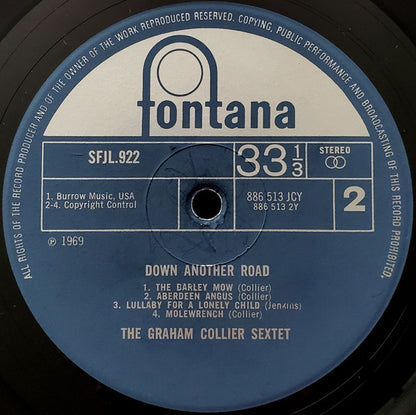 ALL RIGHTS OF THE RECORD PRODUCER AND OF THE OWNER OF THE WORK REPRODUCED RESERVED. COPYING, PUBLIC PERFORMANCE AND BROADCASTING OF THIS RECORD PROHIBITED.
fontana
SFJL.922
33 1/3
STEREO
1. Burrow Music, USA
2-4. Copyright Control
886 513 JCY
886 513 2Y
2
℗ 1969
DOWN ANOTHER ROAD
1. THE BARLEY MOW (Collier)
2. ABERDEEN ANGUS (Collier)
3. LULLABY FOR A LONELY CHILD (Jenkins)
4. MOLEWRENCH (Collier)
THE GRAHAM COLLIER SEXTET